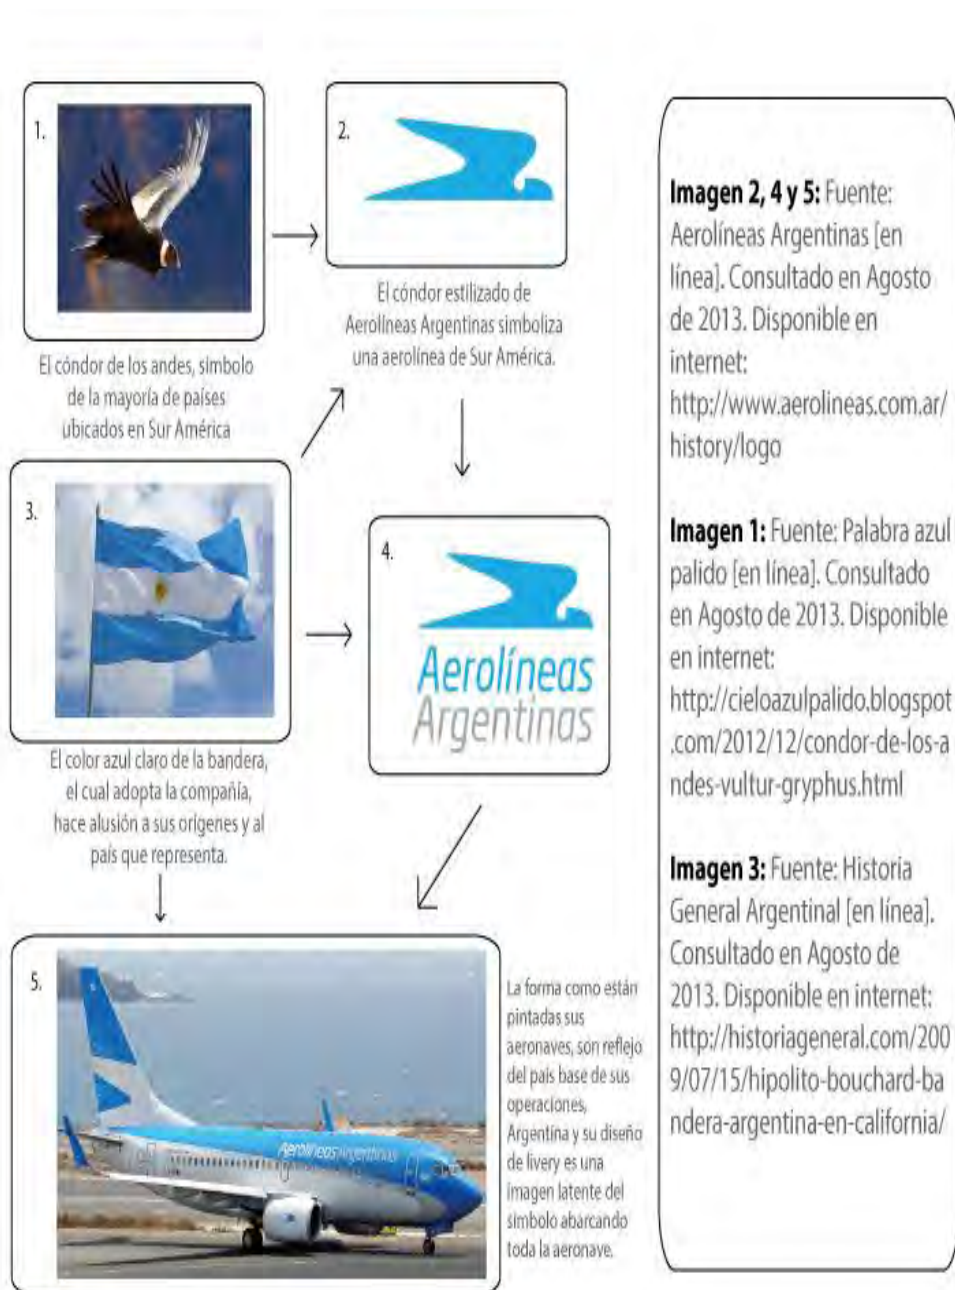 1.
El cóndor de los andes, símbolo
de la mayoría de países
ubicados en Sur América
2.
El cóndor estilizado de
Aerolíneas Argentinas simboliza
una aerolínea de Sur América.
3.
El color azul claro de la bandera,
el cual adopta la compañía,
hace alusión a sus orígenes y al
país que representa.
4.
Aerolíneas
Argentinas
5.
Aerolíneas Argentinas
La forma como están
pintadas sus
aeronaves, son reflejo
del país base de sus
operaciones,
Argentina y su diseño
de livery es una
imagen latente del
símbolo abarcando
toda la aeronave.
Imagen 2, 4 y 5: Fuente:
Aerolíneas Argentinas [en
línea]. Consultado en Agosto
de 2013. Disponible en
internet:
http://www.aerolineas.com.ar/
history/logo
Imagen 1: Fuente: Palabra azul
palido [en línea]. Consultado
en Agosto de 2013. Disponible
en internet:
http://cieloazulpalido.blogspot
.com/2012/12/condor-de-los-a
ndes-vultur-gryphus.html
Imagen 3: Fuente: Historia
General Argentinal [en línea].
Consultado en Agosto de
2013. Disponible en internet:
http://historiageneral.com/200
9/07/15/hipolito-bouchard-ba
ndera-argentina-en-california/